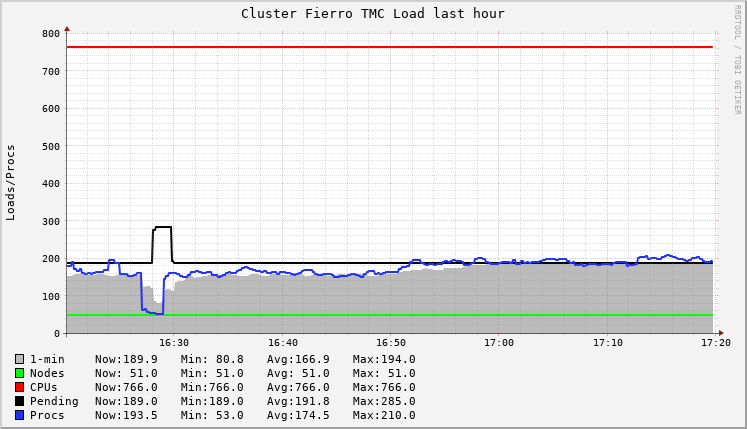 Cluster Fierro TMC Load last hour
RRDTOOL / TOBI OETIKER
Loads/Procs
800
700
600
500
400
300
200
100
0
16:30 16:40 16:50 17:00 17:10 17:20
1-min Now:189.9 Min: 80.8 Avg:166.9 Max:194.0
Nodes Now: 51.0 Min: 51.0 Avg: 51.0 Max: 51.0
CPUs Now:766.0 Min:766.0 Avg:766.0 Max:766.0
Pending Now:189.0 Min:189.0 Avg:191.8 Max:285.0
Procs Now:193.5 Min: 53.0 Avg:174.5 Max:210.0